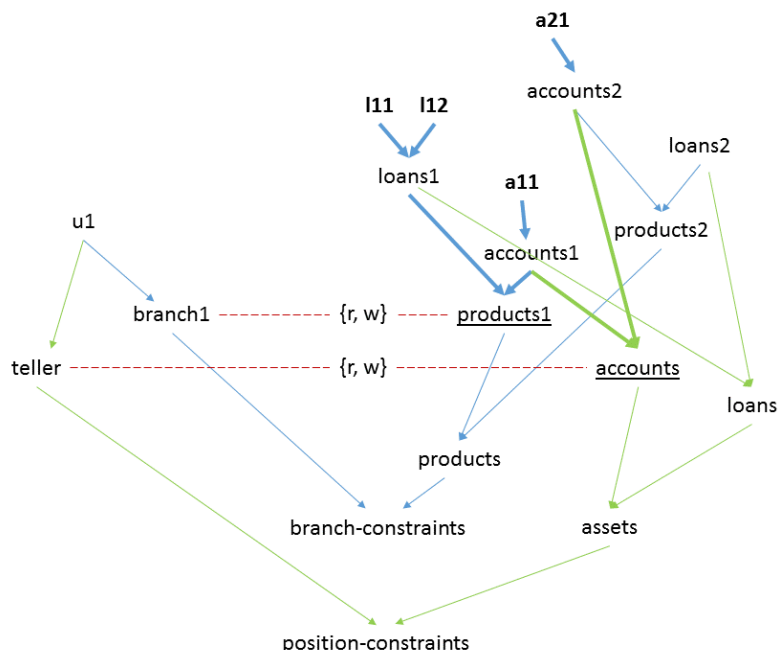 a21
accounts2
l11 l12
loans2
loans1
a11
u1
products2
accounts1
branch1 {r, w} products1
teller {r, w} accounts
loans
products
branch-constraints
assets
position-constraints